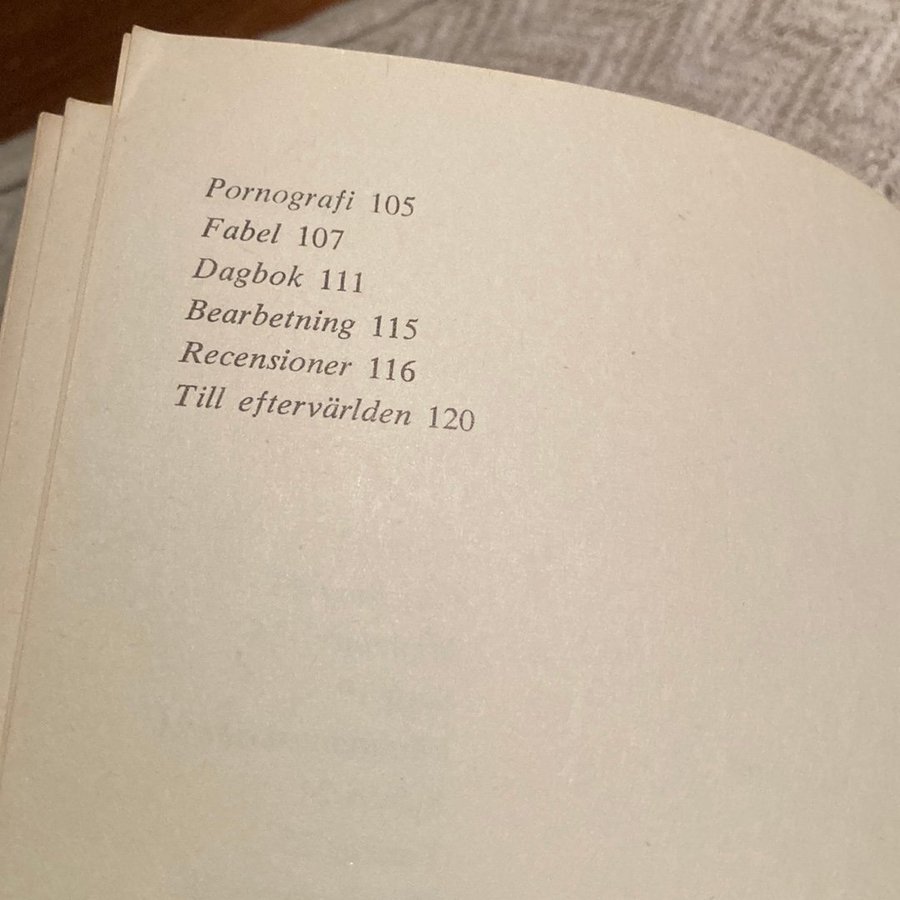 Pornografi 105
Fabel 107
Dagbok 111
Bearbetning 115
Recensioner 116
Till eftervärlden 120